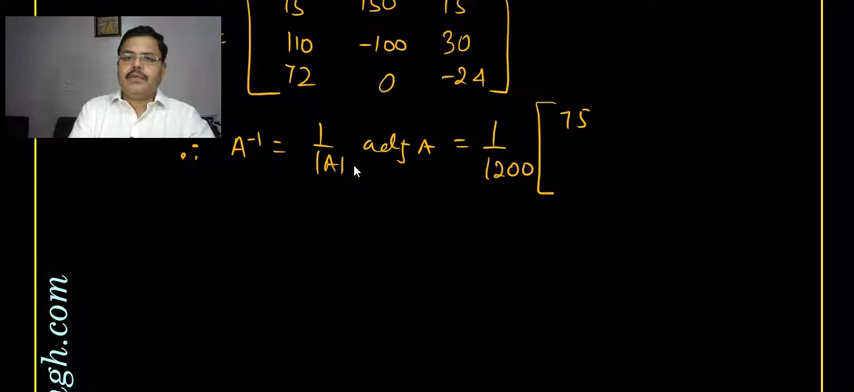 75 150 75
= 110 -100 30
72 0 -24
∴ A⁻¹ = 1/|A| adj A = 1/1200 [ 75
gh.com